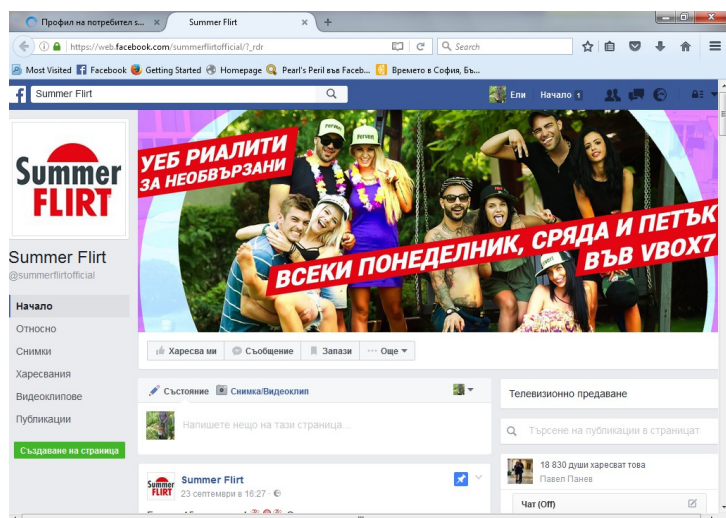 Профил на потребител s...
Summer Flirt
https://web.facebook.com/summerflirtofficial/?_rdr
Search
Most Visited
Facebook
Getting Started
Homepage
Pearl's Peril във Faceb...
Времето в София, Бъ...
Summer Flirt
Ели
Начало 1
Summer
FLIRT
УЕБ РИАЛИТИ
ЗА НЕОБВЪРЗАНИ
ВСЕКИ ПОНЕДЕЛНИК, СРЯДА И ПЕТЪК
ВЪВ VBOX7
Summer Flirt
@summerflirtofficial
Начало
Относно
Снимки
Харесвания
Видеоклипове
Публикации
Създаване на страница
Харесва ми
Съобщение
Запази
Още
Състояние
Снимка/Видеоклип
Напишете нещо на тази страница...
Телевизионно предаване
Търсене на публикации в страницат
Summer
FLIRT
Summer Flirt
23 септември в 16:27
18 830 души харесват това
Павел Панев
Чат (Off)